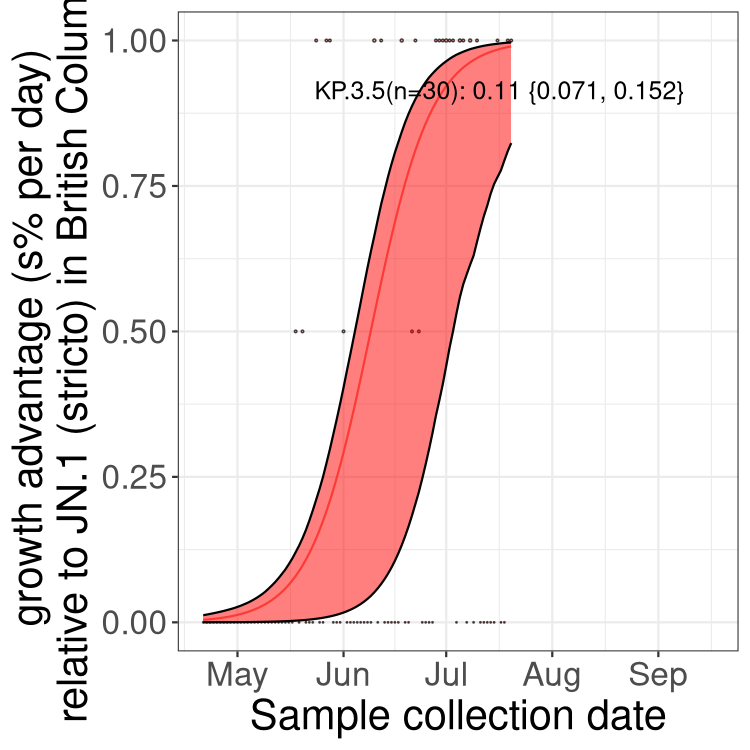 growth advantage (s% per day)
relative to JN.1 (stricto) in British Colum
1.00
0.75
0.50
0.25
0.00
KP.3.5(n=30): 0.11 {0.071, 0.152}
May Jun Jul Aug Sep
Sample collection date